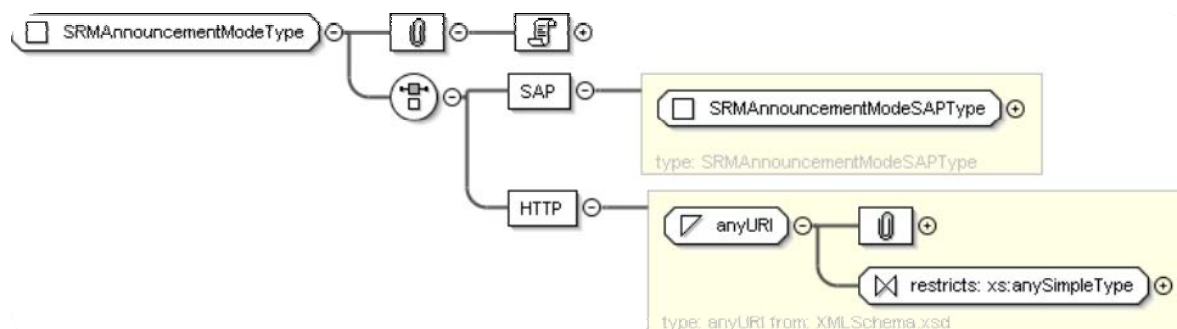 SRMAnnouncementModeType
SAP
SRMAnnouncementModeSAPType
type: SRMAnnouncementModeSAPType
HTTP
anyURI
restricts: xs:anySimpleType
type: anyURI from: XMLSchema.xsd